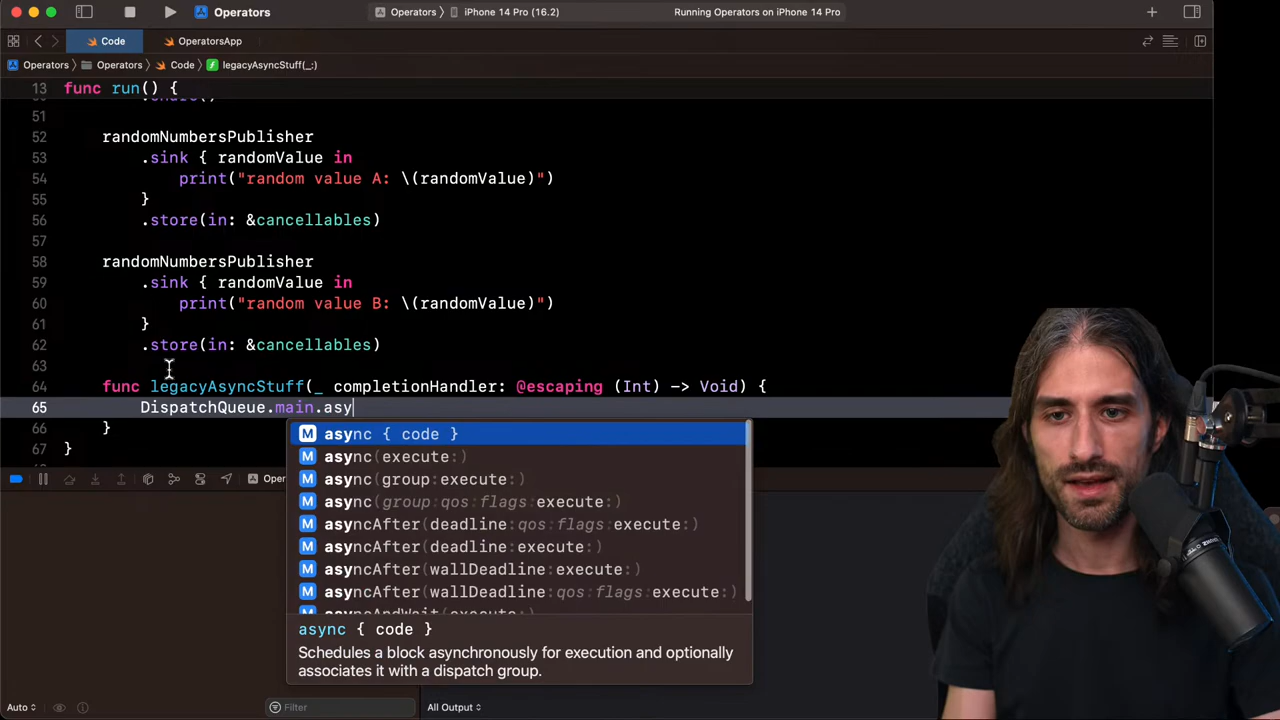 Operators
Operators
iPhone 14 Pro (16.2)
Running Operators on iPhone 14 Pro
Code
OperatorsApp
Operators
Operators
Code
legacyAsyncStuff(_:)
13 func run() {
51
52 randomNumbersPublisher
53 .sink { randomValue in
54 print("random value A: \(randomValue)")
55 }
56 .store(in: &cancellables)
57
58 randomNumbersPublisher
59 .sink { randomValue in
60 print("random value B: \(randomValue)")
61 }
62 .store(in: &cancellables)
63
64 func legacyAsyncStuff(_ completionHandler: @escaping (Int) -> Void) {
65 DispatchQueue.main.asy
66 }
67 }
M async { code }
M async(execute:)
M async(group:execute:)
M async(group:qos:flags:execute:)
M asyncAfter(deadline:qos:flags:execute:)
M asyncAfter(deadline:execute:)
M asyncAfter(wallDeadline:execute:)
M asyncAfter(wallDeadline:qos:flags:execute:)
asyncAndWait(execute:)
async { code }
Schedules a block asynchronously for execution and optionally
associates it with a dispatch group.
Oper
Auto
Filter
All Output